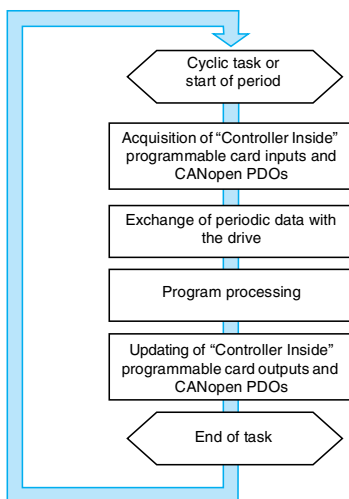 Cyclic task or
start of period
Acquisition of “Controller Inside”
programmable card inputs and
CANopen PDOs
Exchange of periodic data with
the drive
Program processing
Updating of “Controller Inside”
programmable card outputs and
CANopen PDOs
End of task